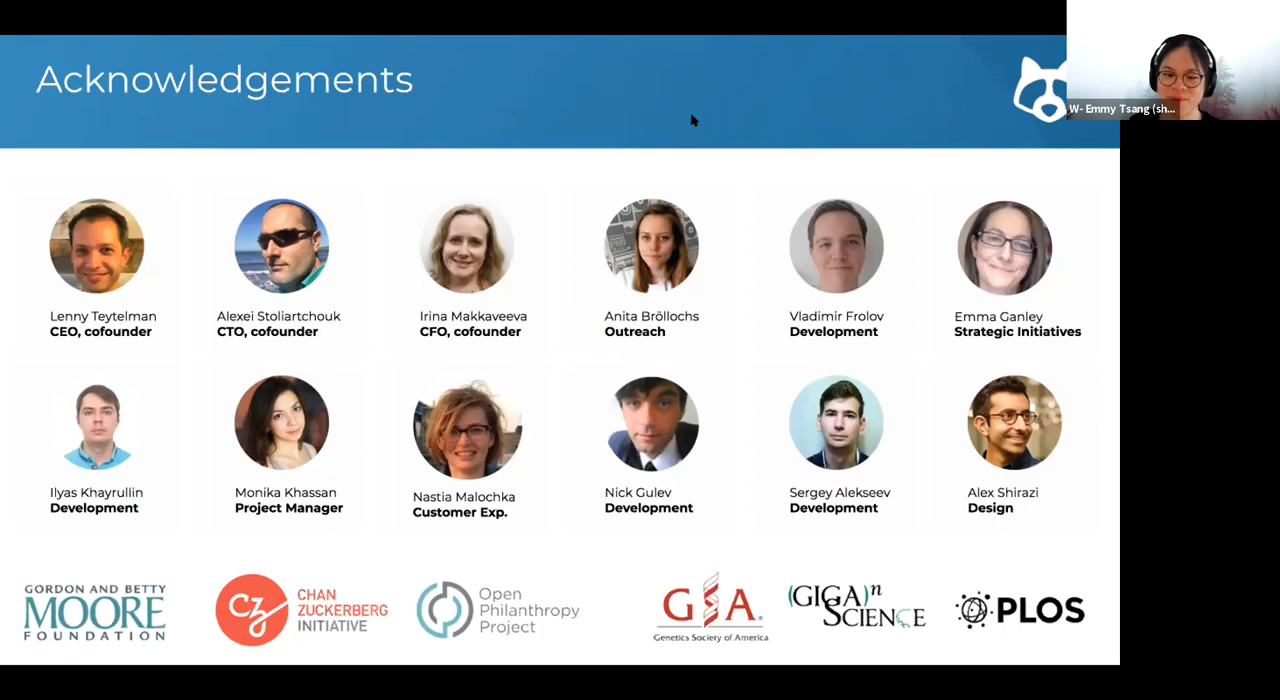 Acknowledgements
W- Emmy Tsang (sh...
Lenny Teytelman
CEO, cofounder
Alexei Stoliartchouk
CTO, cofounder
Irina Makkaveeva
CFO, cofounder
Anita Bröllochs
Outreach
Vladimir Frolov
Development
Emma Ganley
Strategic Initiatives
Ilyas Khayrullin
Development
Monika Khassan
Project Manager
Nastia Malochka
Customer Exp.
Nick Gulev
Development
Sergey Alekseev
Development
Alex Shirazi
Design
GORDON AND BETTY
MOORE
FOUNDATION
CZ
CHAN
ZUCKERBERG
INITIATIVE
Open
Philanthropy
Project
GSA
Genetics Society of America
(GIGA)n
SCIENCE
PLOS